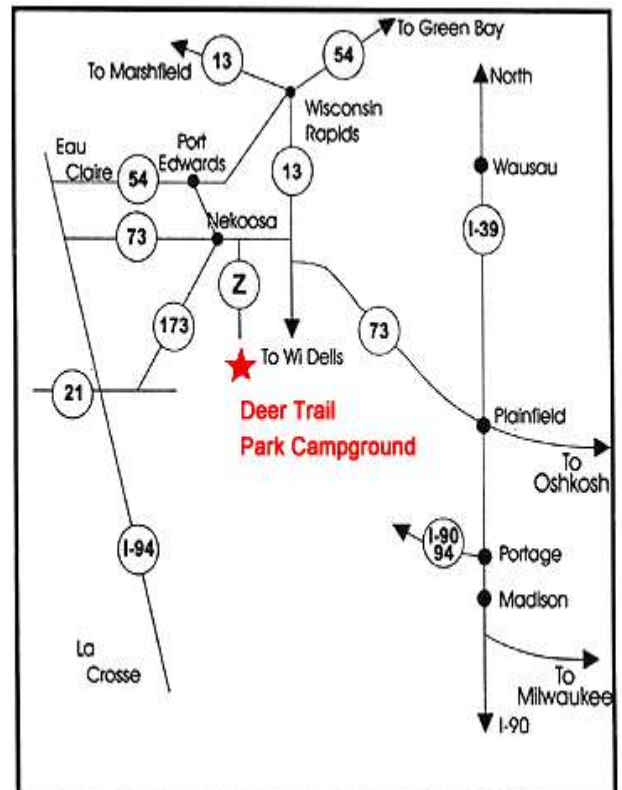 To Green Bay
54
13
To Marshfield
North
Wisconsin
Rapids
Eau
Claire
Port
Edwards
Wausau
54
13
Nekoosa
I-39
73
Z
173
73
To Wi Dells
21
Deer Trail
Park Campground
Plainfield
To
Oshkosh
I-94
I-90
94
Portage
Madison
La
Crosse
To
Milwaukee
I-90